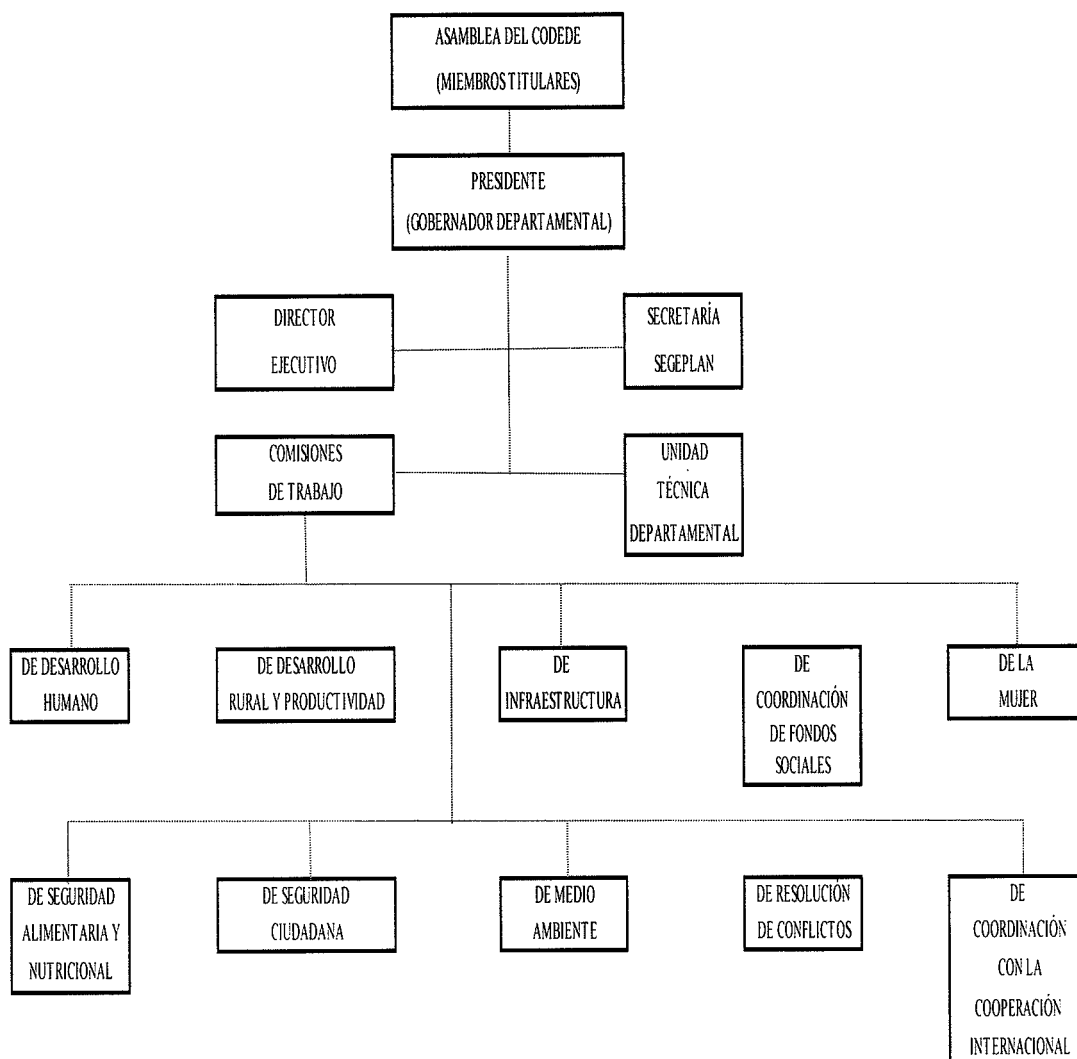 ASAMBLEA DEL CODEDE
(MIEMBROS TITULARES)
PRESIDENTE
(GOBERNADOR DEPARTAMENTAL)
DIRECTOR
EJECUTIVO
SECRETARÍA
SEGEPLAN
COMISIONES
DE TRABAJO
UNIDAD
TÉCNICA
DEPARTAMENTAL
DE DESARROLLO
HUMANO
DE DESARROLLO
RURAL Y PRODUCTIVIDAD
DE
INFRAESTRUCTURA
DE
COORDINACIÓN
DE FONDOS
SOCIALES
DE LA
MUJER
DE SEGURIDAD
ALIMENTARIA Y
NUTRICIONAL
DE SEGURIDAD
CIUDADANA
DE MEDIO
AMBIENTE
DE RESOLUCIÓN
DE CONFLICTOS
DE
COORDINACIÓN
CON LA
COOPERACIÓN
INTERNACIONAL